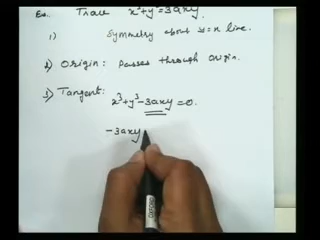 Ex. Trace x³+y³=3axy.
1) Symmetry about y=x line.
2) Origin: Passes through Origin.
3) Tangent:
x³+y³-3axy=0.
-3axy